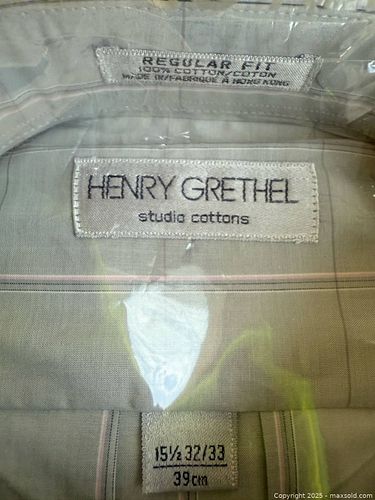 REGULAR FIT
100% COTTON/COTON
MADE IN/FABRIQUÉ À HONG KONG
HENRY GRETHEL
studio cottons
15½ 32/33
39cm
Copyright 2025 - maxsold.com